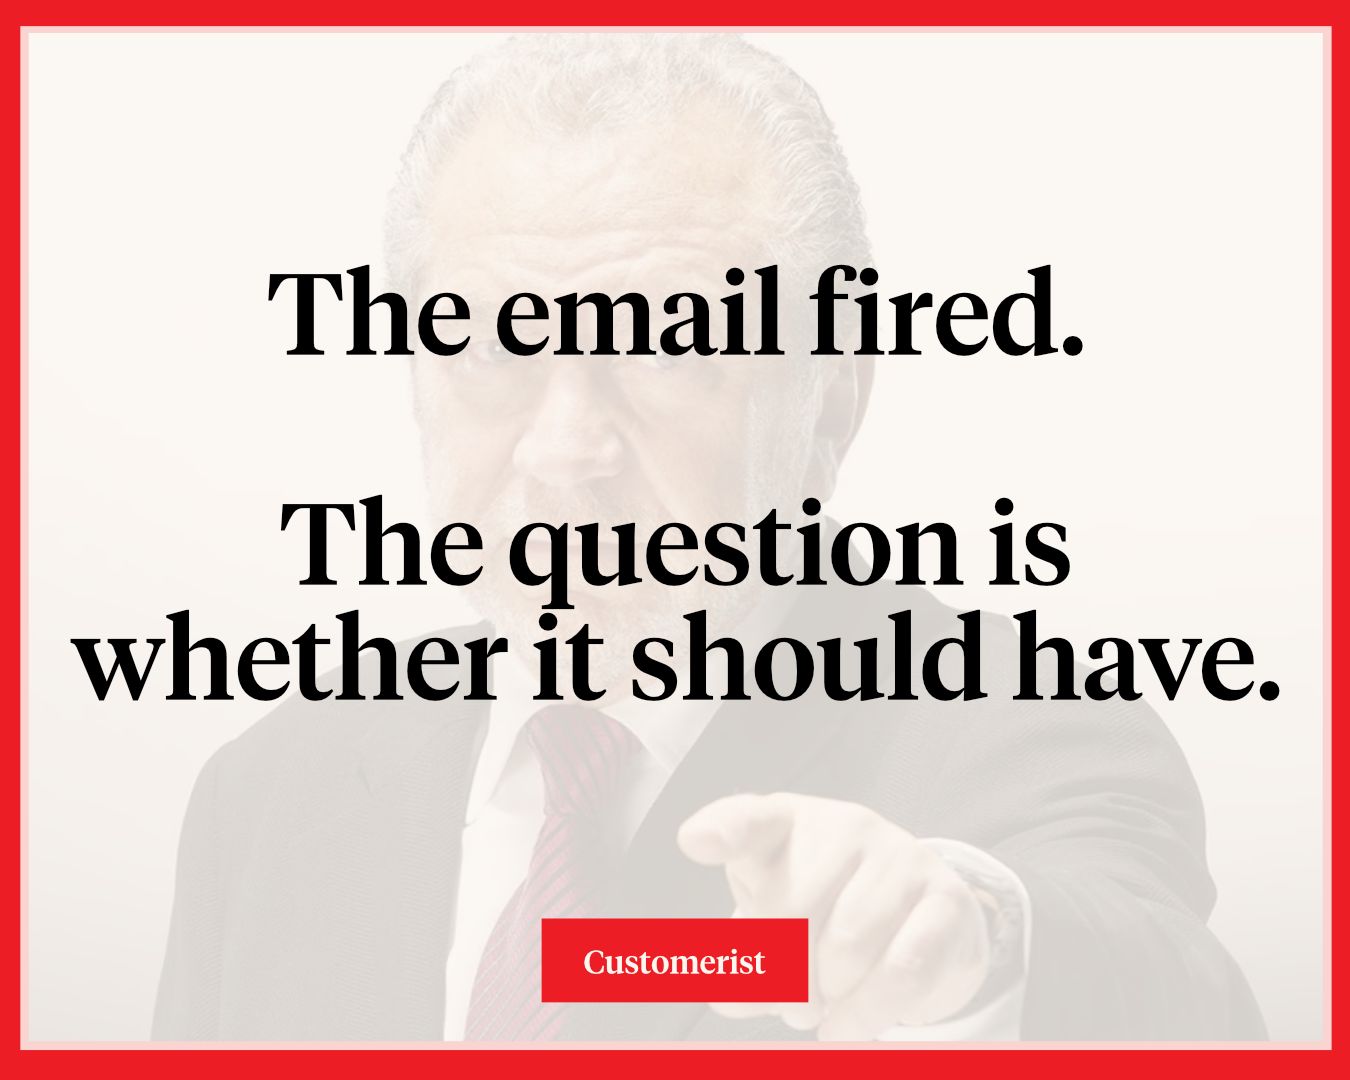 The email fired.
The question is
whether it should have.
Customerist